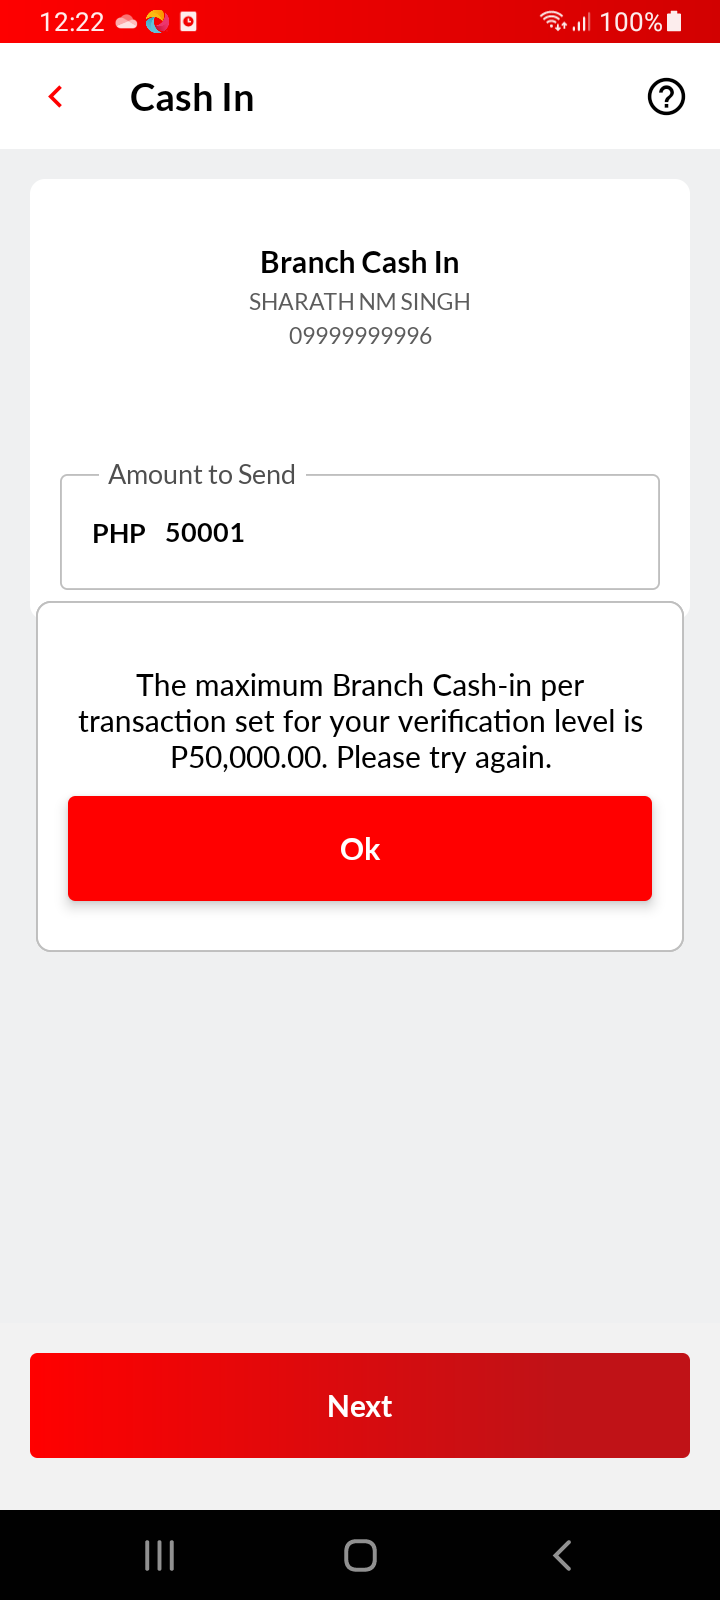 12:22
100%
Cash In
Branch Cash In
SHARATH NM SINGH
09999999996
Amount to Send
PHP 50001
The maximum Branch Cash-in per
transaction set for your verification level is
P50,000.00. Please try again.
Ok
Next